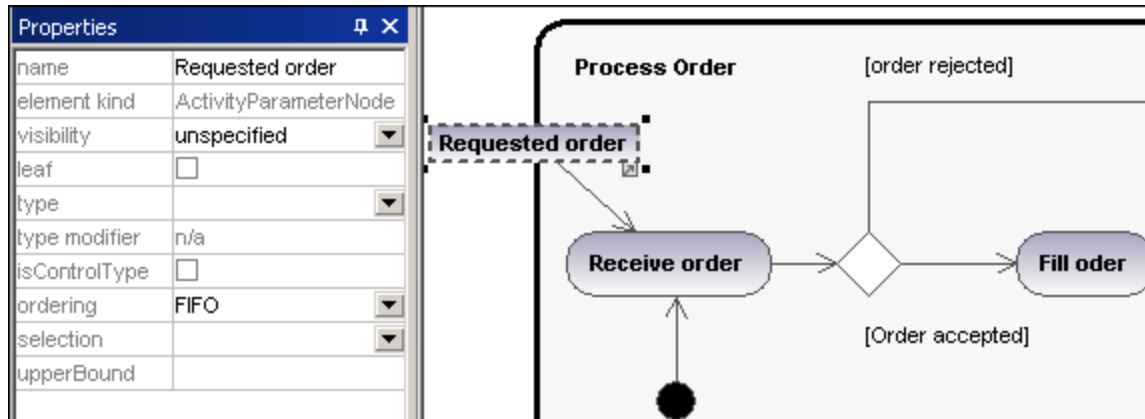 Properties
name Requested order
element kind ActivityParameterNode
visibility unspecified
leaf
type
type modifier n/a
isControlType
ordering FIFO
selection
upperBound
Process Order
[order rejected]
Requested order
Receive order
Fill oder
[Order accepted]